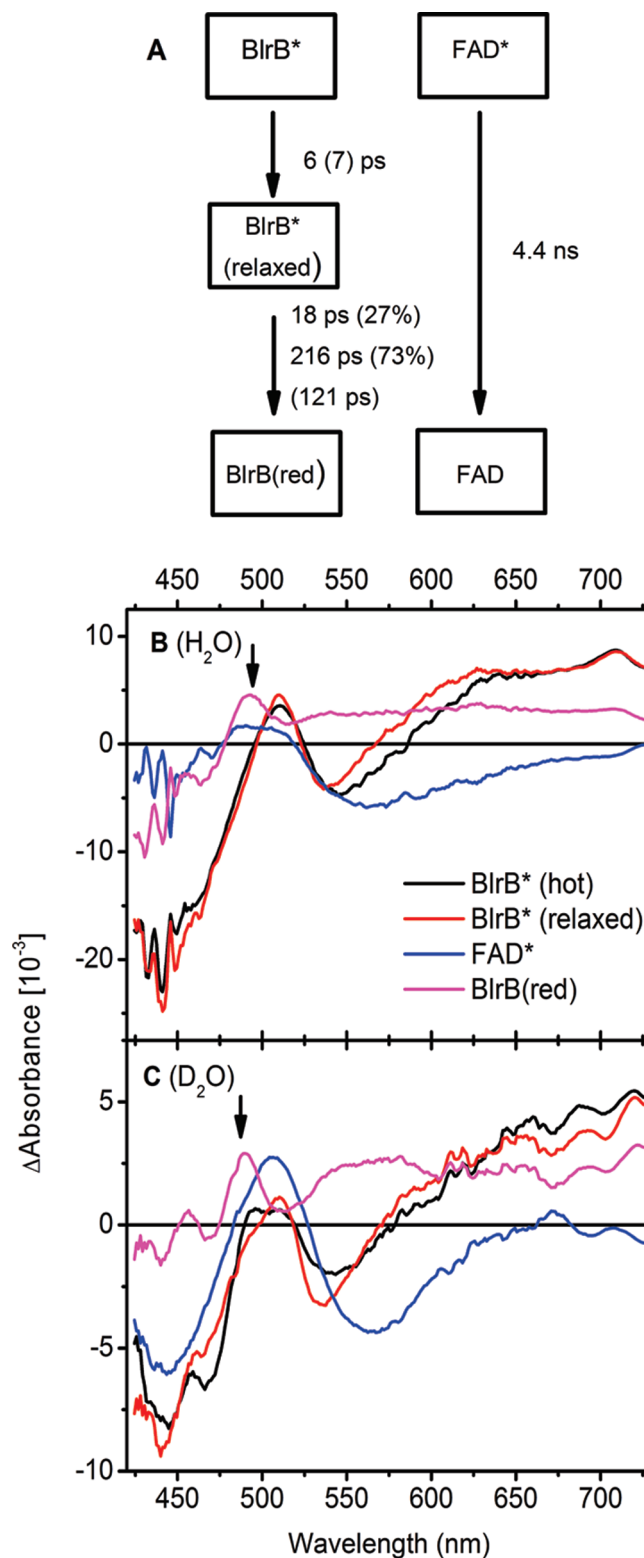 A
BlrB*
FAD*
6 (7) ps
BlrB*
(relaxed)
4.4 ns
18 ps (27%)
216 ps (73%)
(121 ps)
BlrB(red)
FAD
450 500 550 600 650 700
B (H₂O)
10
0
-10
-20
BlrB* (hot)
BlrB* (relaxed)
FAD*
BlrB(red)
ΔAbsorbance [10⁻³]
C (D₂O)
5
0
-5
-10
450 500 550 600 650 700
Wavelength (nm)